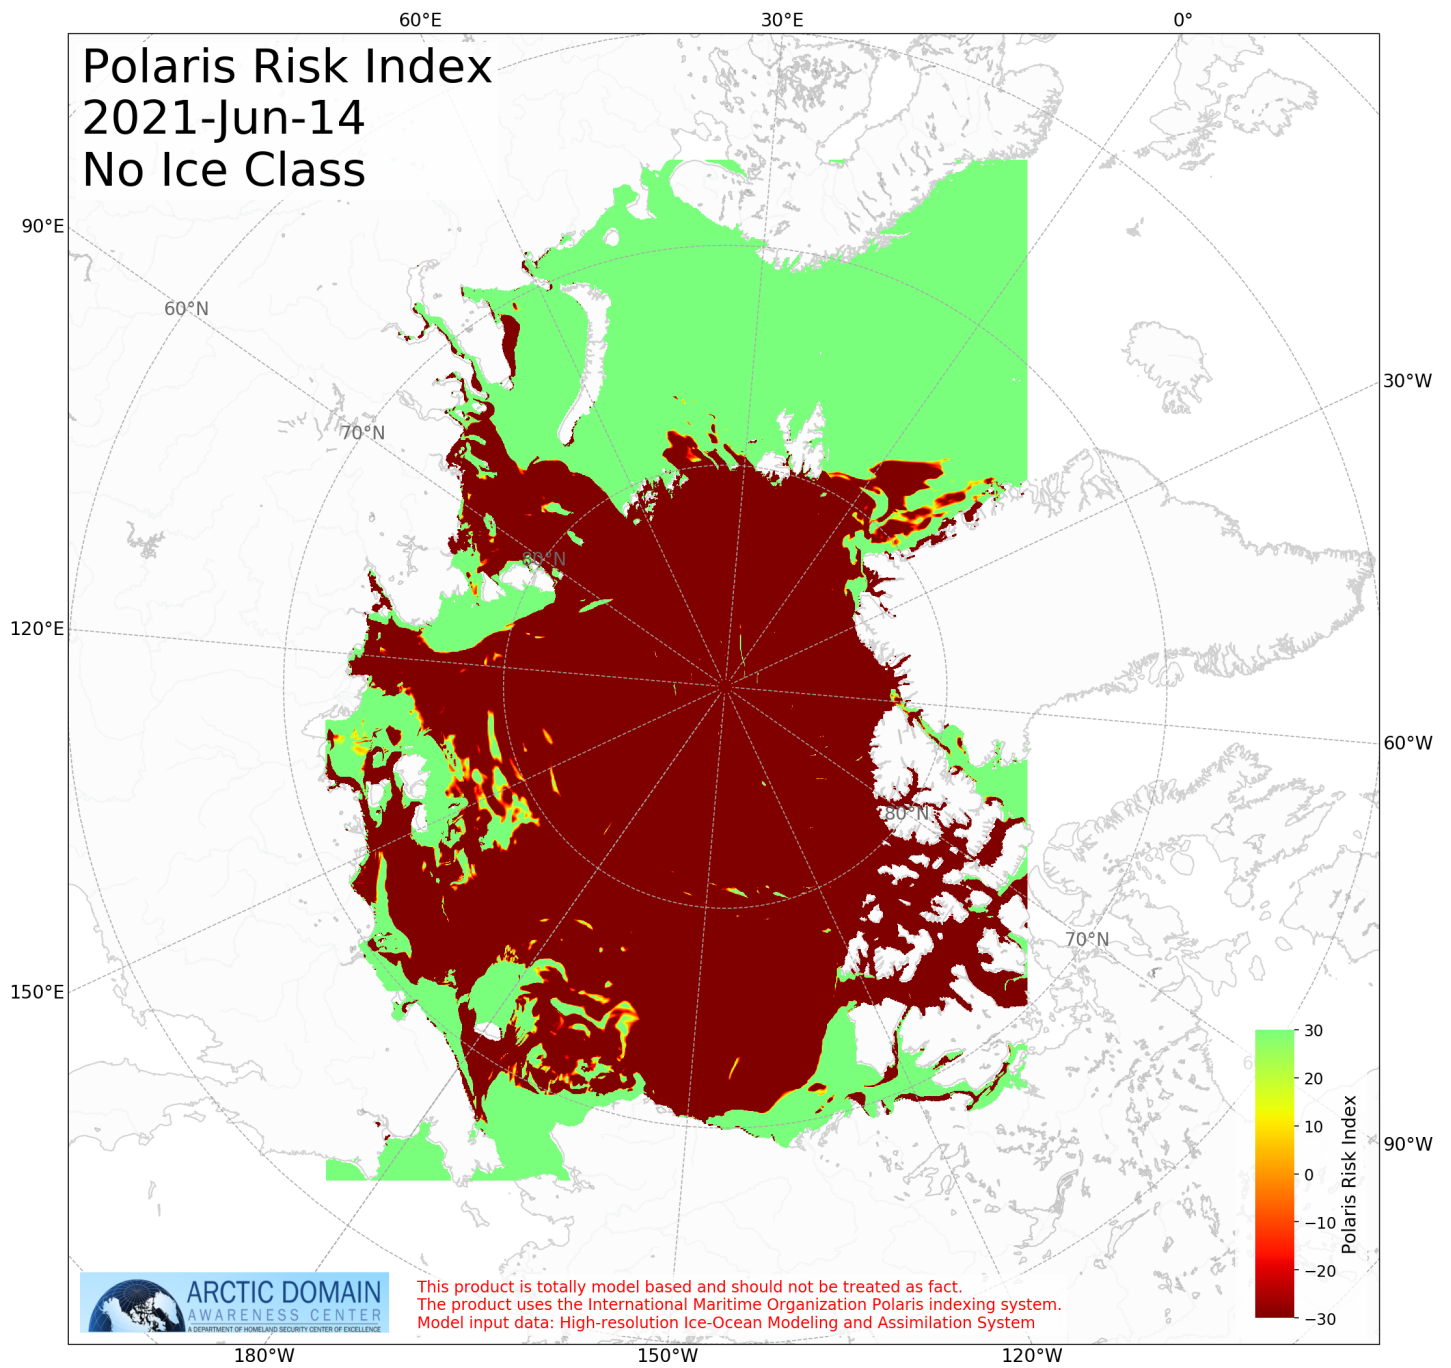 60°E 30°E 0°
Polaris Risk Index
2021-Jun-14
No Ice Class
90°E
60°N
30°W
70°N
80°N
120°E
60°W
80°N
70°N
150°E
30
20
10
0
−10
−20
−30
Polaris Risk Index
90°W
ARCTIC DOMAIN
AWARENESS CENTER
A DEPARTMENT OF HOMELAND SECURITY CENTER OF EXCELLENCE
This product is totally model based and should not be treated as fact.
The product uses the International Maritime Organization Polaris indexing system.
Model input data: High-resolution Ice-Ocean Modeling and Assimilation System
180°W 150°W 120°W